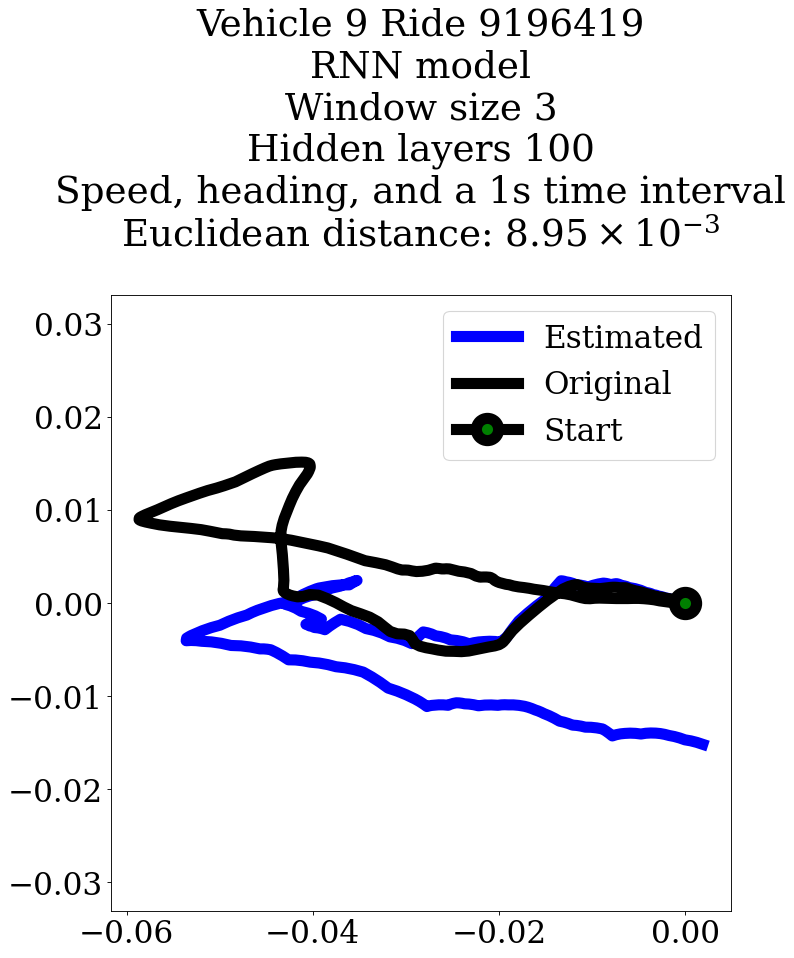 Vehicle 9 Ride 9196419
RNN model
Window size 3
Hidden layers 100
Speed, heading, and a 1s time interval
Euclidean distance: 8.95 × 10⁻³
Estimated
Original
Start
0.03
0.02
0.01
0.00
−0.01
−0.02
−0.03
−0.06
−0.04
−0.02
0.00